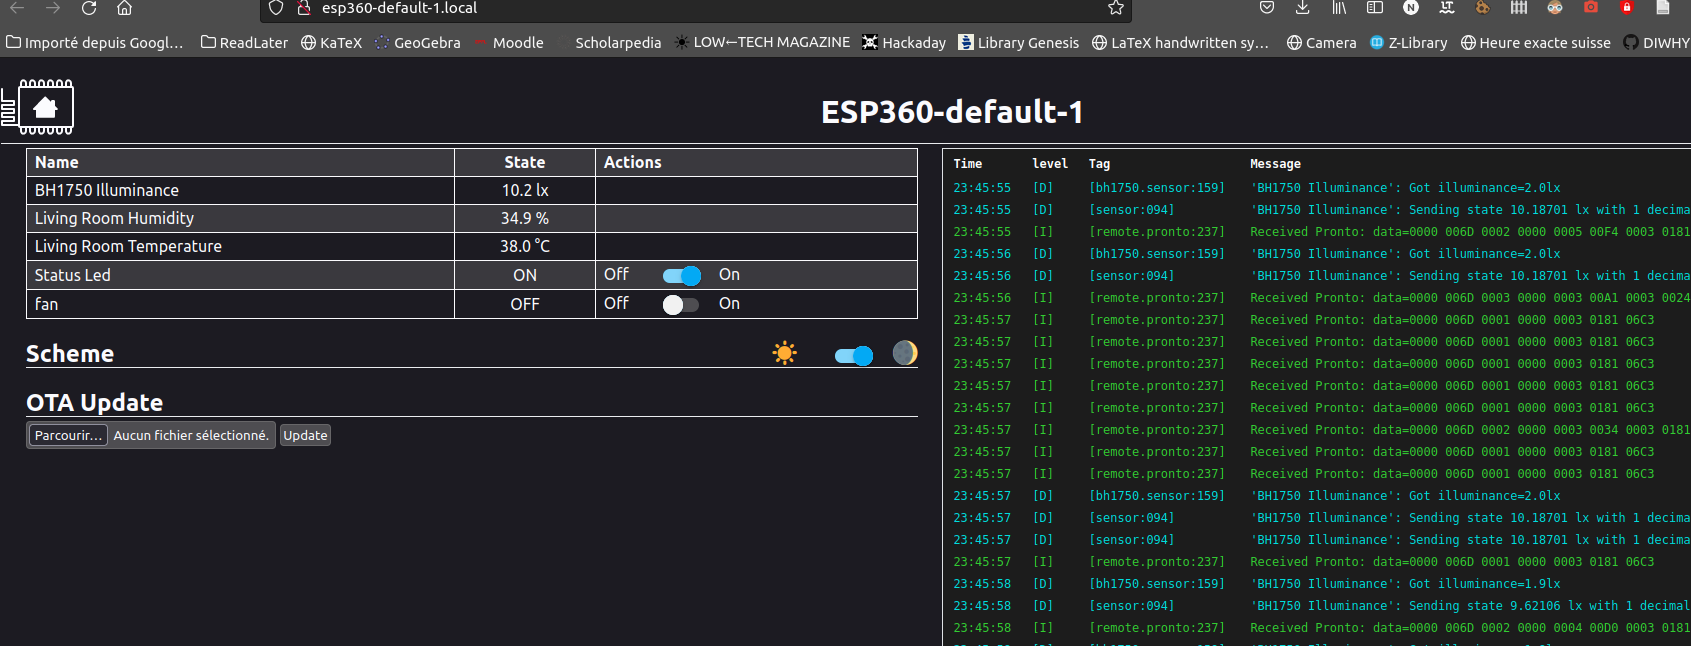 esp360-default-1.local
Importé depuis Googl… ReadLater KaTeX GeoGebra Moodle Scholarpedia LOW←TECH MAGAZINE Hackaday Library Genesis LaTeX handwritten sy… Camera Z-Library Heure exacte suisse DIWHY
ESP360-default-1
Name State Actions
BH1750 Illuminance 10.2 lx
Living Room Humidity 34.9 %
Living Room Temperature 38.0 °C
Status Led ON Off On
fan OFF Off On
Scheme
OTA Update
Parcourir… Aucun fichier sélectionné. Update
Time level Tag Message
23:45:55 [D] [bh1750.sensor:159] 'BH1750 Illuminance': Got illuminance=2.0lx
23:45:55 [D] [sensor:094] 'BH1750 Illuminance': Sending state 10.18701 lx with 1 decima
23:45:55 [I] [remote.pronto:237] Received Pronto: data=0000 006D 0002 0000 0005 00F4 0003 0181
23:45:56 [D] [bh1750.sensor:159] 'BH1750 Illuminance': Got illuminance=2.0lx
23:45:56 [D] [sensor:094] 'BH1750 Illuminance': Sending state 10.18701 lx with 1 decima
23:45:56 [I] [remote.pronto:237] Received Pronto: data=0000 006D 0003 0000 0003 00A1 0003 0024
23:45:57 [I] [remote.pronto:237] Received Pronto: data=0000 006D 0001 0000 0003 0181 06C3
23:45:57 [I] [remote.pronto:237] Received Pronto: data=0000 006D 0001 0000 0003 0181 06C3
23:45:57 [I] [remote.pronto:237] Received Pronto: data=0000 006D 0001 0000 0003 0181 06C3
23:45:57 [I] [remote.pronto:237] Received Pronto: data=0000 006D 0001 0000 0003 0181 06C3
23:45:57 [I] [remote.pronto:237] Received Pronto: data=0000 006D 0001 0000 0003 0181 06C3
23:45:57 [I] [remote.pronto:237] Received Pronto: data=0000 006D 0002 0000 0003 0034 0003 0181
23:45:57 [I] [remote.pronto:237] Received Pronto: data=0000 006D 0001 0000 0003 0181 06C3
23:45:57 [I] [remote.pronto:237] Received Pronto: data=0000 006D 0001 0000 0003 0181 06C3
23:45:57 [D] [bh1750.sensor:159] 'BH1750 Illuminance': Got illuminance=2.0lx
23:45:57 [D] [sensor:094] 'BH1750 Illuminance': Sending state 10.18701 lx with 1 decima
23:45:57 [D] [sensor:094] 'BH1750 Illuminance': Sending state 10.18701 lx with 1 decima
23:45:57 [I] [remote.pronto:237] Received Pronto: data=0000 006D 0001 0000 0003 0181 06C3
23:45:58 [D] [bh1750.sensor:159] 'BH1750 Illuminance': Got illuminance=1.9lx
23:45:58 [D] [sensor:094] 'BH1750 Illuminance': Sending state 9.62106 lx with 1 decimal
23:45:58 [I] [remote.pronto:237] Received Pronto: data=0000 006D 0002 0000 0004 00D0 0003 0181